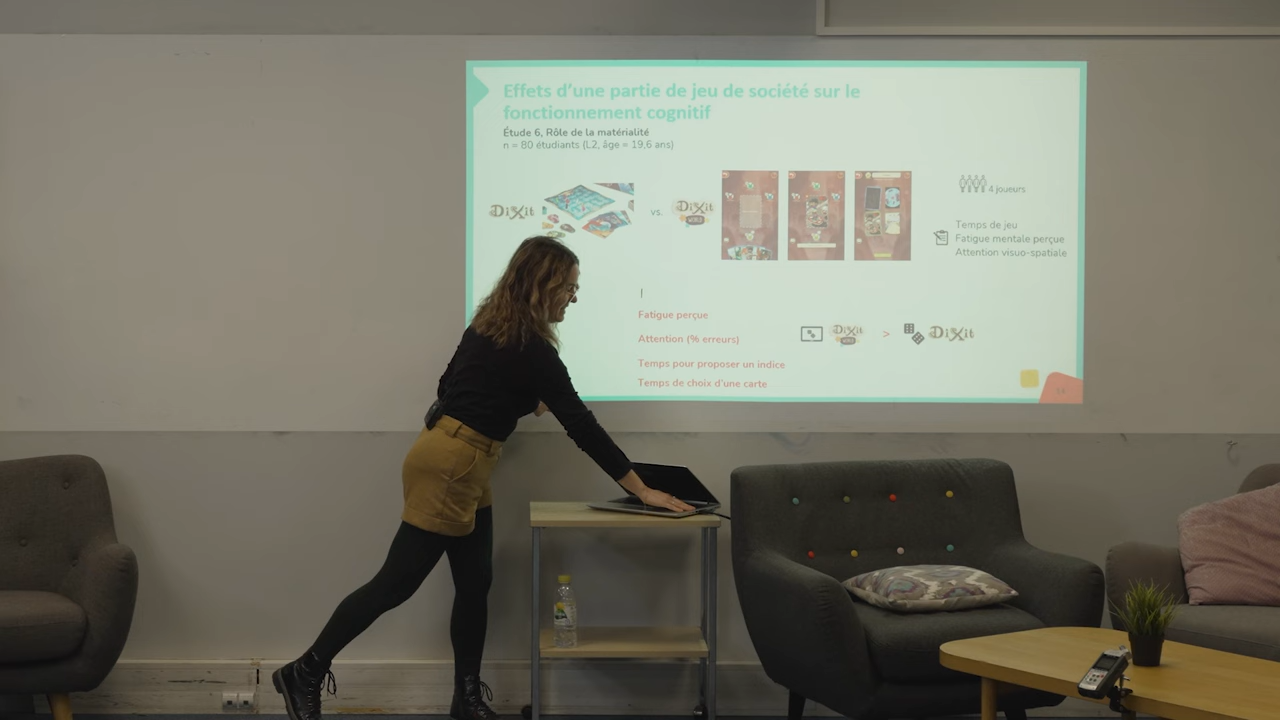 Effets d'une partie de jeu de société sur le
fonctionnement cognitif
Étude 6, Rôle de la matérialité
n = 80 étudiants (L2, âge = 19,6 ans)
DiXit
vs.
DiXit
4 joueurs
Temps de jeu
Fatigue mentale perçue
Attention visuo-spatiale
Fatigue perçue
Attention (% erreurs)
DiXit
>
DiXit
Temps pour proposer un indice
Temps de choix d'une carte